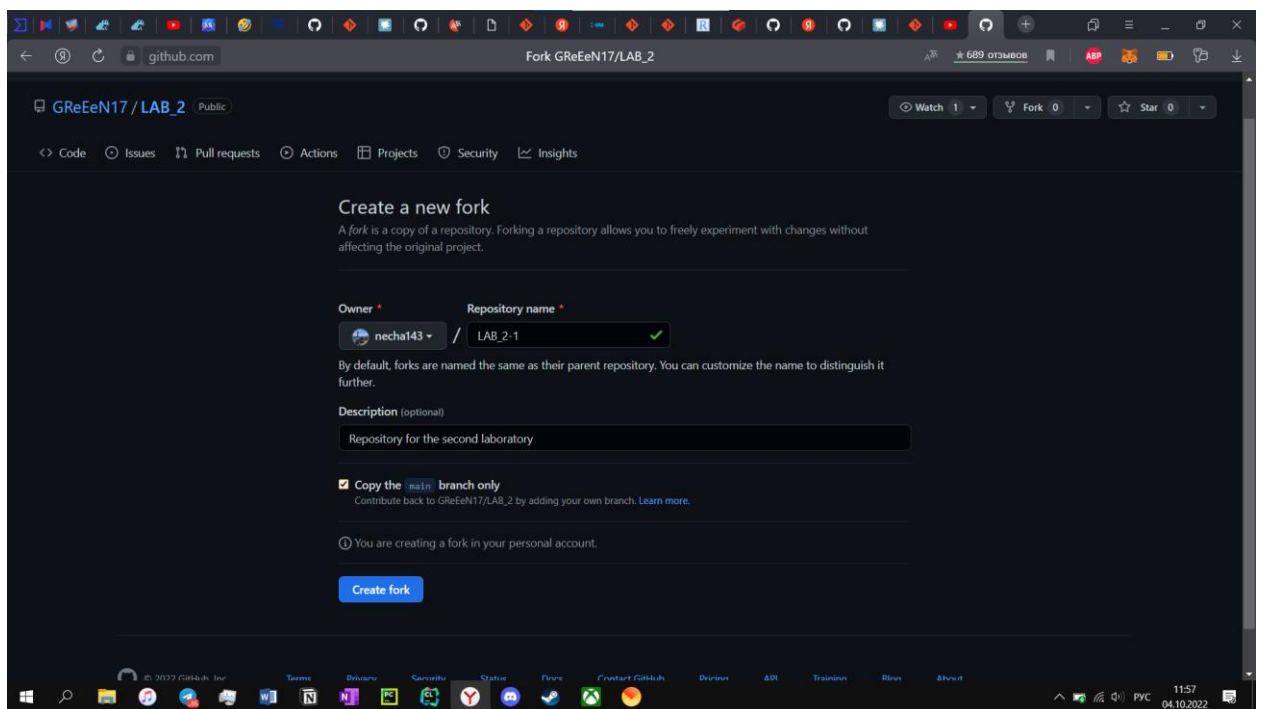 github.com
Fork GReEeN17/LAB_2
★ 689 отзывов
ABP
GReEeN17 / LAB_2 Public
Watch 1
Fork 0
Star 0
Code Issues Pull requests Actions Projects Security Insights
Create a new fork
A fork is a copy of a repository. Forking a repository allows you to freely experiment with changes without
affecting the original project.
Owner * Repository name *
necha143 / LAB_2-1
By default, forks are named the same as their parent repository. You can customize the name to distinguish it
further.
Description (optional)
Repository for the second laboratory
Copy the main branch only
Contribute back to GReEeN17/LAB_2 by adding your own branch. Learn more.
You are creating a fork in your personal account.
Create fork
© 2022 GitHub, Inc. Terms Privacy Security Status Docs Contact GitHub Pricing API Training Blog About
РУС
11:57
04.10.2022